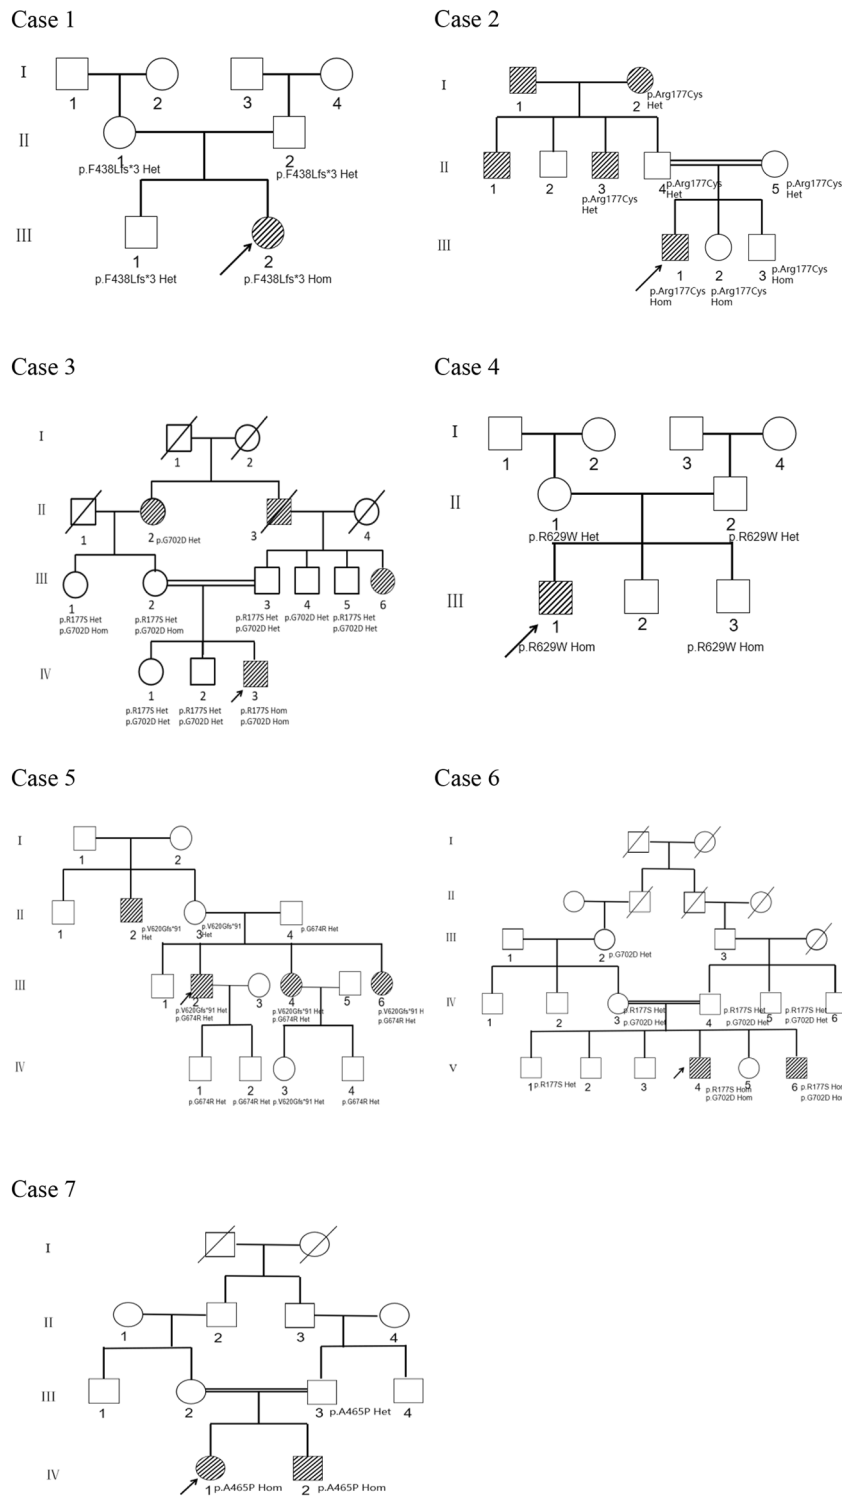 Case 1
I
1
2
3
4
II
1
p.F438Lfs*3 Het
2
p.F438Lfs*3 Het
III
1
p.F438Lfs*3 Het
2
p.F438Lfs*3 Hom
Case 2
I
1
2
p.Arg177Cys
Het
II
1
2
3
p.Arg177Cys
Het
4
p.Arg177Cys
Het
5
p.Arg177Cys
Het
III
1
p.Arg177Cys
Hom
2
p.Arg177Cys
Hom
3
p.Arg177Cys
Hom
Case 3
I
1
2
II
1
2
p.G702D Het
3
4
III
1
p.R177S Het
p.G702D Hom
2
p.R177S Het
p.G702D Hom
3
p.R177S Het
p.G702D Het
4
p.G702D Het
5
p.R177S Het
p.G702D Het
6
IV
1
p.R177S Het
p.G702D Het
2
p.R177S Het
p.G702D Het
3
p.R177S Hom
p.G702D Hom
Case 4
I
1
2
3
4
II
1
p.R629W Het
2
p.R629W Het
III
1
p.R629W Hom
2
3
p.R629W Hom
Case 5
I
1
2
II
1
2
p.V620Gfs*91
Het
3
p.V620Gfs*91
Het
4
p.G674R Het
III
1
2
p.V620Gfs*91 Het
p.G674R Het
3
4
p.V620Gfs*91 Het
p.G674R Het
5
6
p.V620Gfs*91 H
p.G674R Het
IV
1
p.G674R Het
2
p.G674R Het
3
p.V620Gfs*91 Het
4
p.G674R Het
Case 6
I
II
III
1
2
p.G702D Het
3
IV
1
2
3
p.R177S Het
p.G702D Het
4
p.R177S Het
p.G702D Het
5
p.R177S Het
p.G702D Het
6
V
1
p.R177S Het
2
3
4
p.R177S Hom
p.G702D Hom
5
6
p.R177S Ho
p.G702D Ho
Case 7
I
II
1
2
3
4
III
1
2
3
p.A465P Het
4
IV
1
p.A465P Hom
2
p.A465P Hom